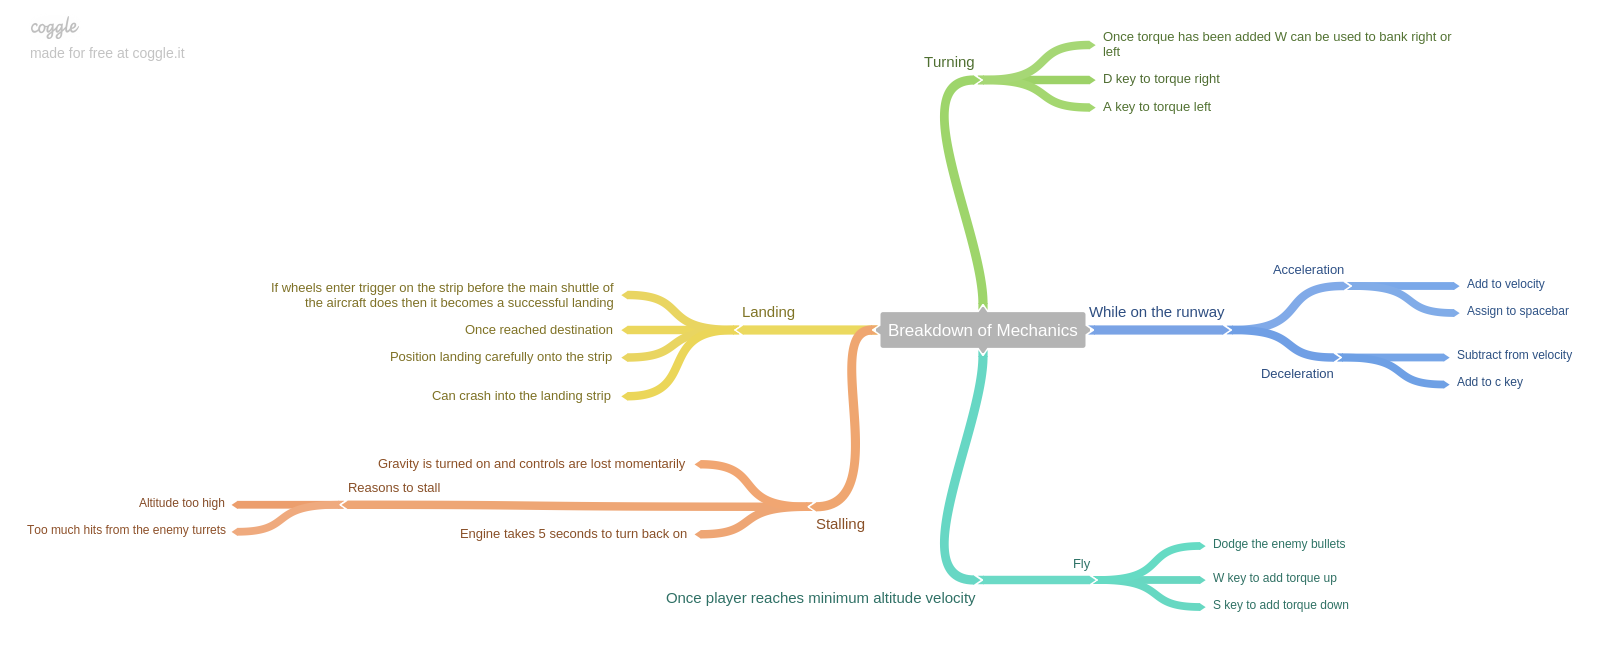 coggle
made for free at coggle.it
Turning
Once torque has been added W can be used to bank right or
left
D key to torque right
A key to torque left
Breakdown of Mechanics
While on the runway
Acceleration
Add to velocity
Assign to spacebar
Deceleration
Subtract from velocity
Add to c key
Landing
If wheels enter trigger on the strip before the main shuttle of
the aircraft does then it becomes a successful landing
Once reached destination
Position landing carefully onto the strip
Can crash into the landing strip
Stalling
Gravity is turned on and controls are lost momentarily
Reasons to stall
Altitude too high
Too much hits from the enemy turrets
Engine takes 5 seconds to turn back on
Once player reaches minimum altitude velocity
Fly
Dodge the enemy bullets
W key to add torque up
S key to add torque down